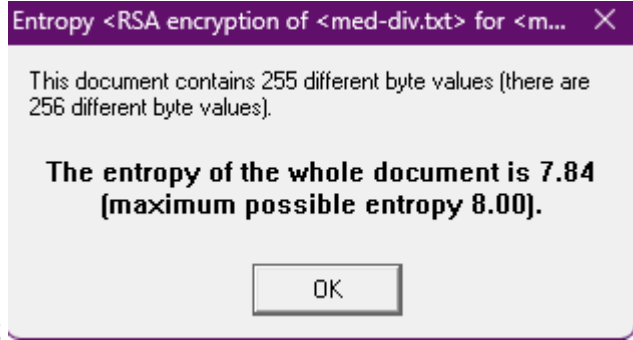 Entropy <RSA encryption of <med-div.txt> for <m...
This document contains 255 different byte values (there are
256 different byte values).
The entropy of the whole document is 7.84
(maximum possible entropy 8.00).
OK